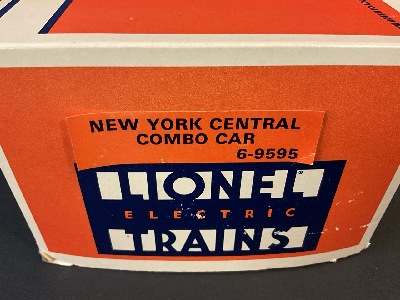 NEW YORK CENTRAL
COMBO CAR
6-9595
LIONEL
ELECTRIC
TRAINS